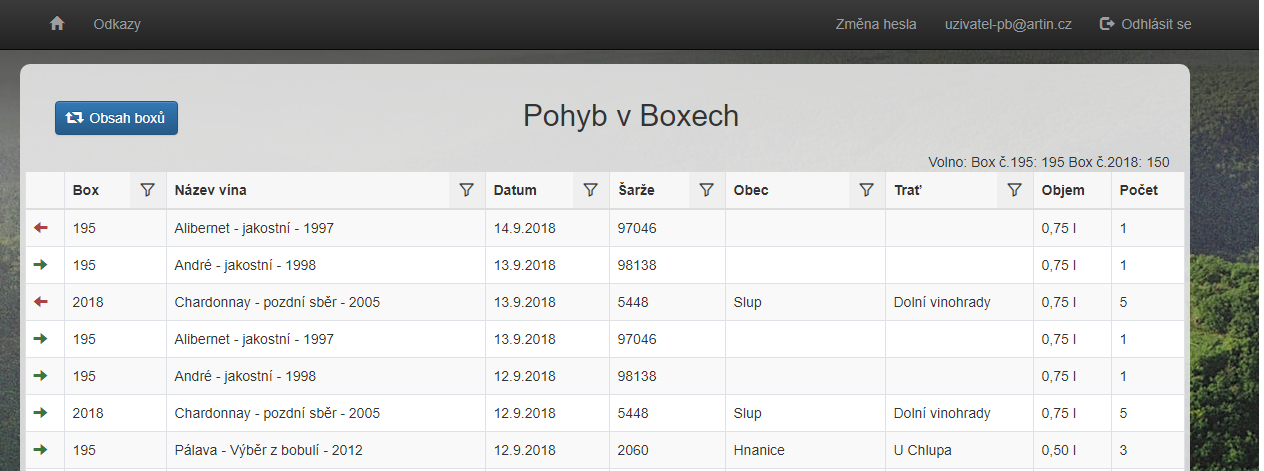 Odkazy Změna hesla uzivatel-pb@artin.cz Odhlásit se
Obsah boxů
Pohyb v Boxech
Volno: Box č.195: 195 Box č.2018: 150
Box Název vína Datum Šarže Obec Trať Objem Počet
195 Alibernet - jakostní - 1997 14.9.2018 97046 0,75 l 1
195 André - jakostní - 1998 13.9.2018 98138 0,75 l 1
2018 Chardonnay - pozdní sběr - 2005 13.9.2018 5448 Slup Dolní vinohrady 0,75 l 5
195 Alibernet - jakostní - 1997 13.9.2018 97046 0,75 l 1
195 André - jakostní - 1998 12.9.2018 98138 0,75 l 1
2018 Chardonnay - pozdní sběr - 2005 12.9.2018 5448 Slup Dolní vinohrady 0,75 l 5
195 Pálava - Výběr z bobulí - 2012 12.9.2018 2060 Hnanice U Chlupa 0,50 l 3